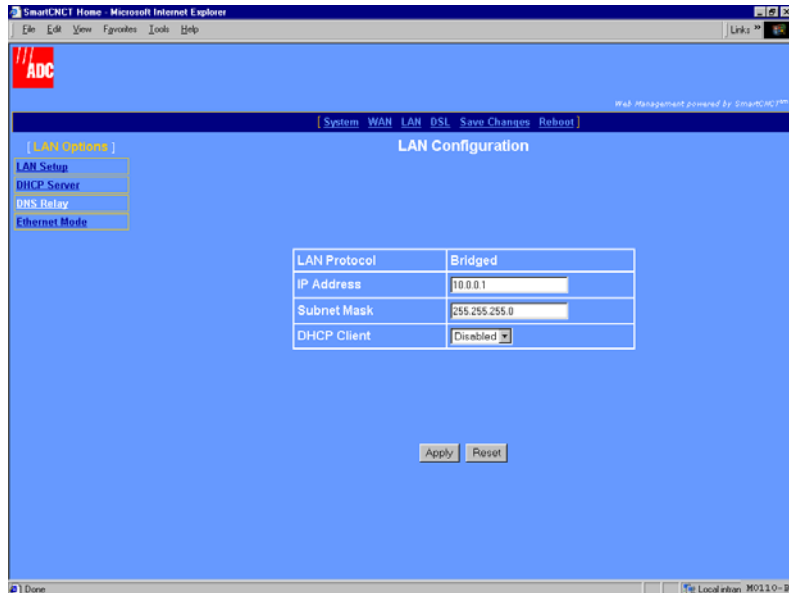 SmartCNCT Home - Microsoft Internet Explorer
File Edit View Favorites Tools Help
Links »
ADC
Web Management powered by SmartCNCT™
[ System WAN LAN DSL Save Changes Reboot ]
[ LAN Options ]
LAN Setup
DHCP Server
DNS Relay
Ethernet Mode
LAN Configuration
LAN Protocol Bridged
IP Address 10.0.0.1
Subnet Mask 255.255.255.0
DHCP Client Disabled
Apply Reset
Done
Local intran M0110-B